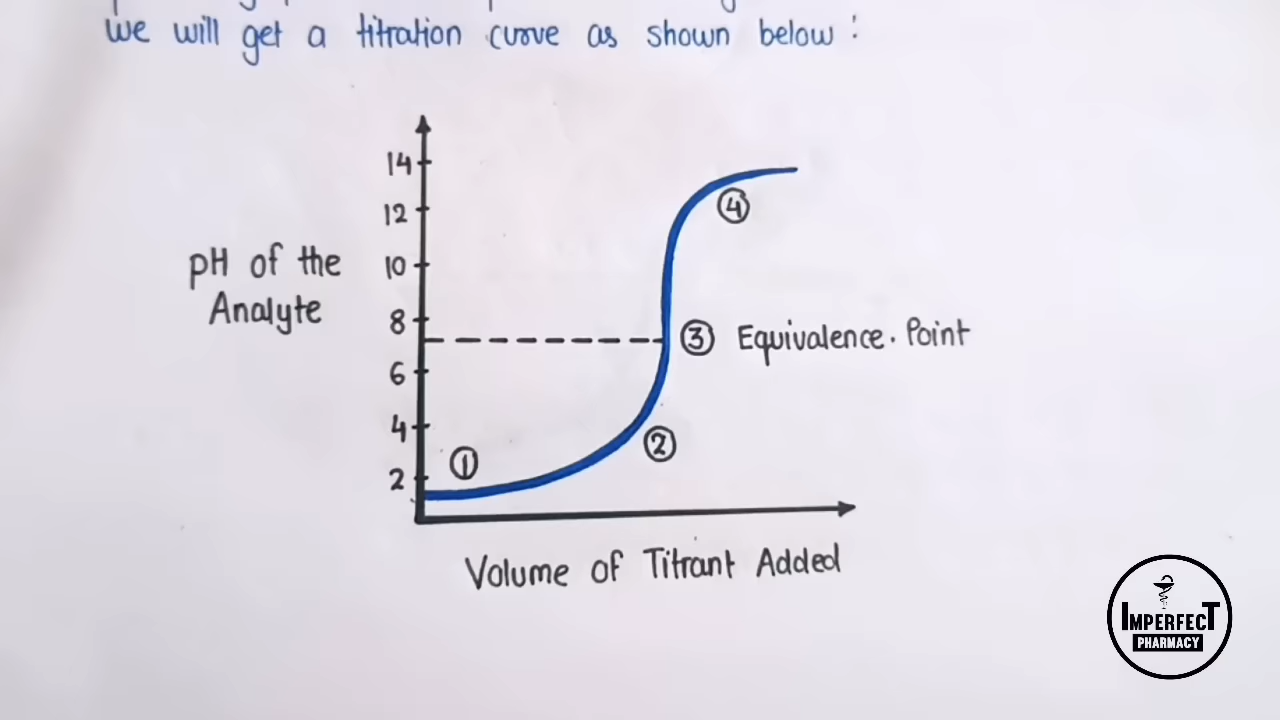 we will get a titration curve as shown below :
14
12
10
8
6
4
2
pH of the
Analyte
④
③ Equivalence. Point
②
①
Volume of Titrant Added
IMPERFECT
PHARMACY